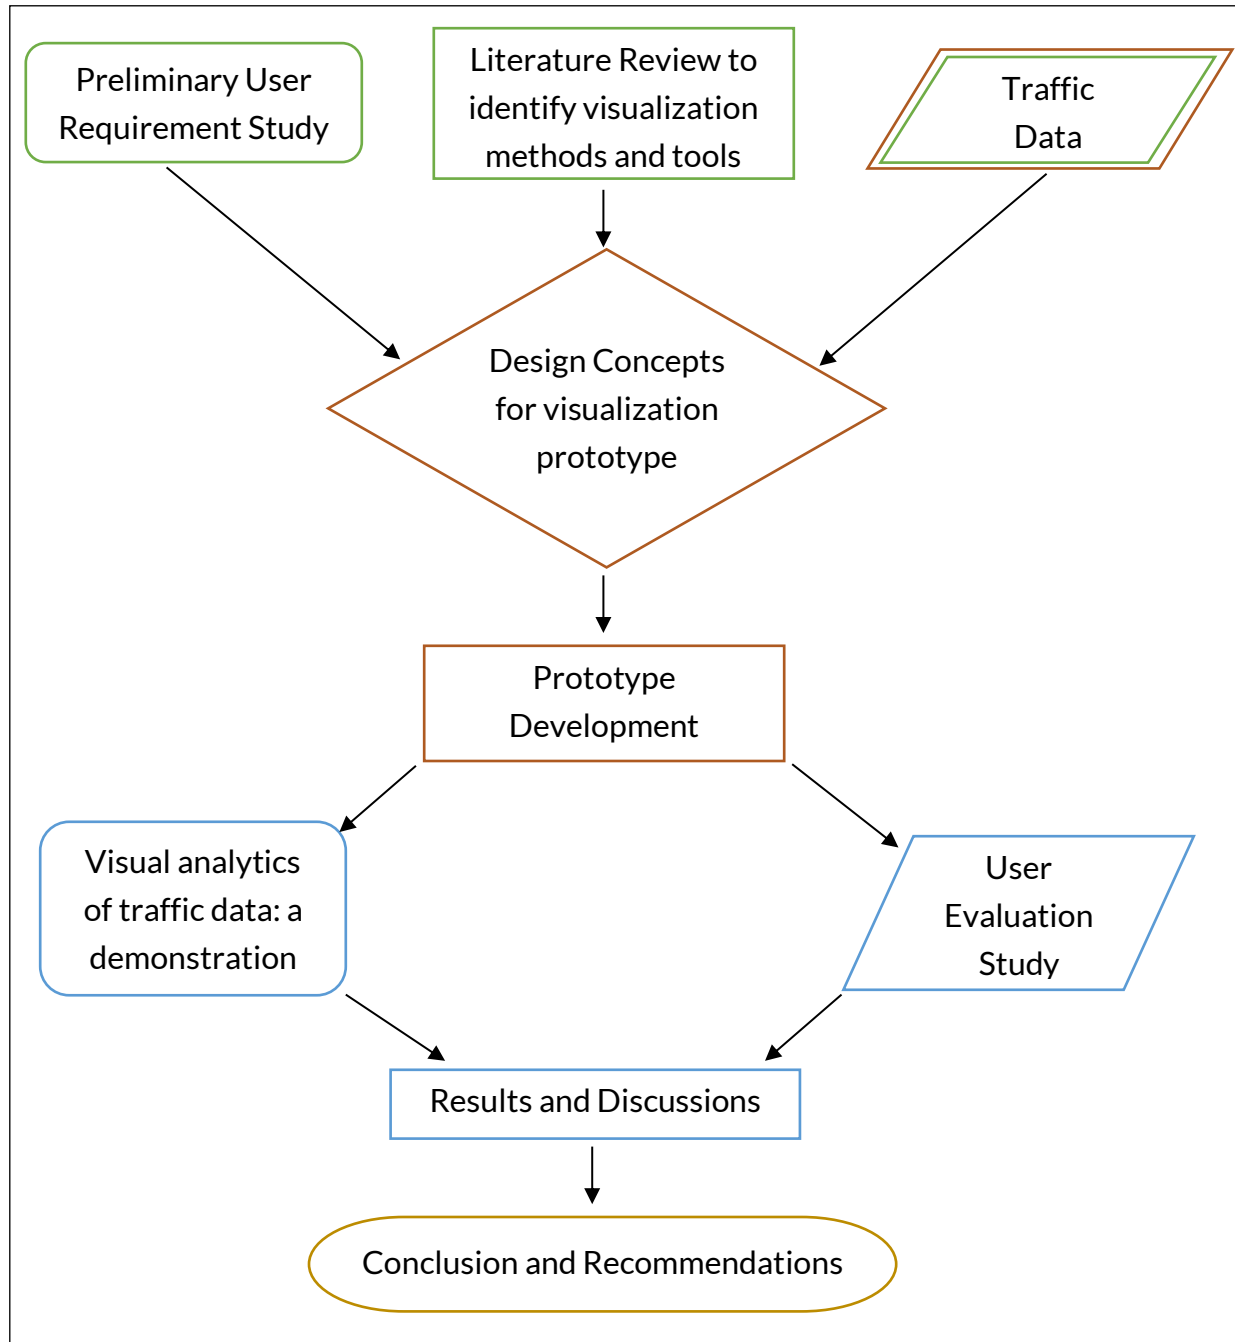 Preliminary User
Requirement Study
Literature Review to
identify visualization
methods and tools
Traffic
Data
Design Concepts
for visualization
prototype
Prototype
Development
Visual analytics
of traffic data: a
demonstration
User
Evaluation
Study
Results and Discussions
Conclusion and Recommendations